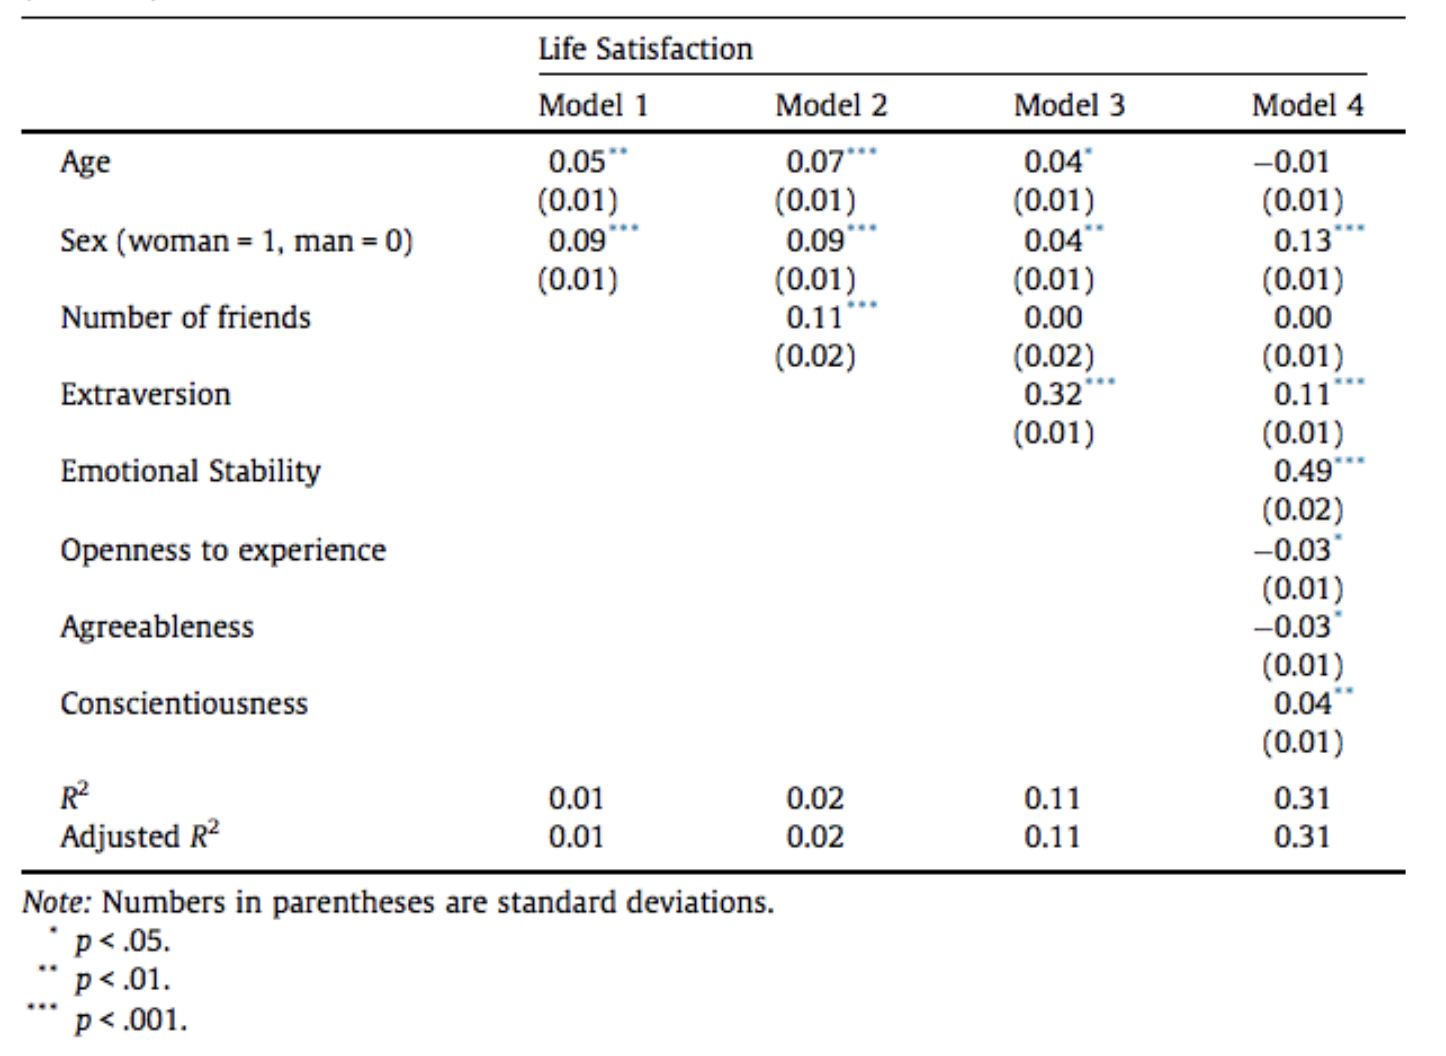 Life Satisfaction
Model 1 Model 2 Model 3 Model 4
Age 0.05** 0.07*** 0.04* −0.01
(0.01) (0.01) (0.01) (0.01)
Sex (woman = 1, man = 0) 0.09*** 0.09*** 0.04** 0.13***
(0.01) (0.01) (0.01) (0.01)
Number of friends 0.11*** 0.00 0.00
(0.02) (0.02) (0.01)
Extraversion 0.32*** 0.11***
(0.01) (0.01)
Emotional Stability 0.49***
(0.02)
Openness to experience −0.03*
(0.01)
Agreeableness −0.03*
(0.01)
Conscientiousness 0.04**
(0.01)
R² 0.01 0.02 0.11 0.31
Adjusted R² 0.01 0.02 0.11 0.31
Note: Numbers in parentheses are standard deviations.
* p < .05.
** p < .01.
*** p < .001.